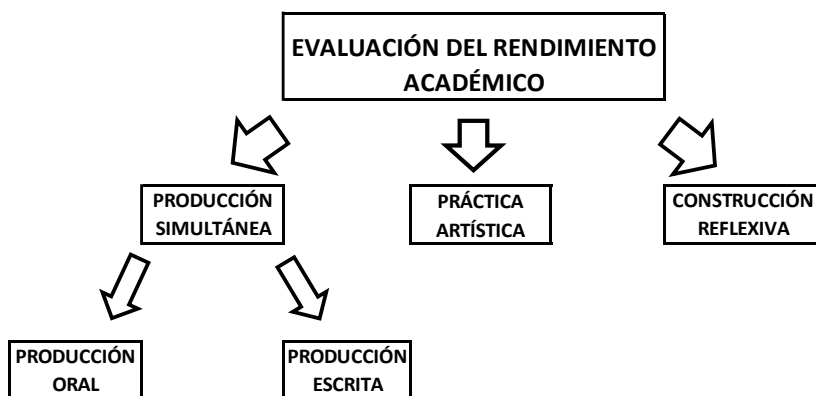 EVALUACIÓN DEL RENDIMIENTO
ACADÉMICO
PRODUCCIÓN
SIMULTÁNEA
PRÁCTICA
ARTÍSTICA
CONSTRUCCIÓN
REFLEXIVA
PRODUCCIÓN
ORAL
PRODUCCIÓN
ESCRITA